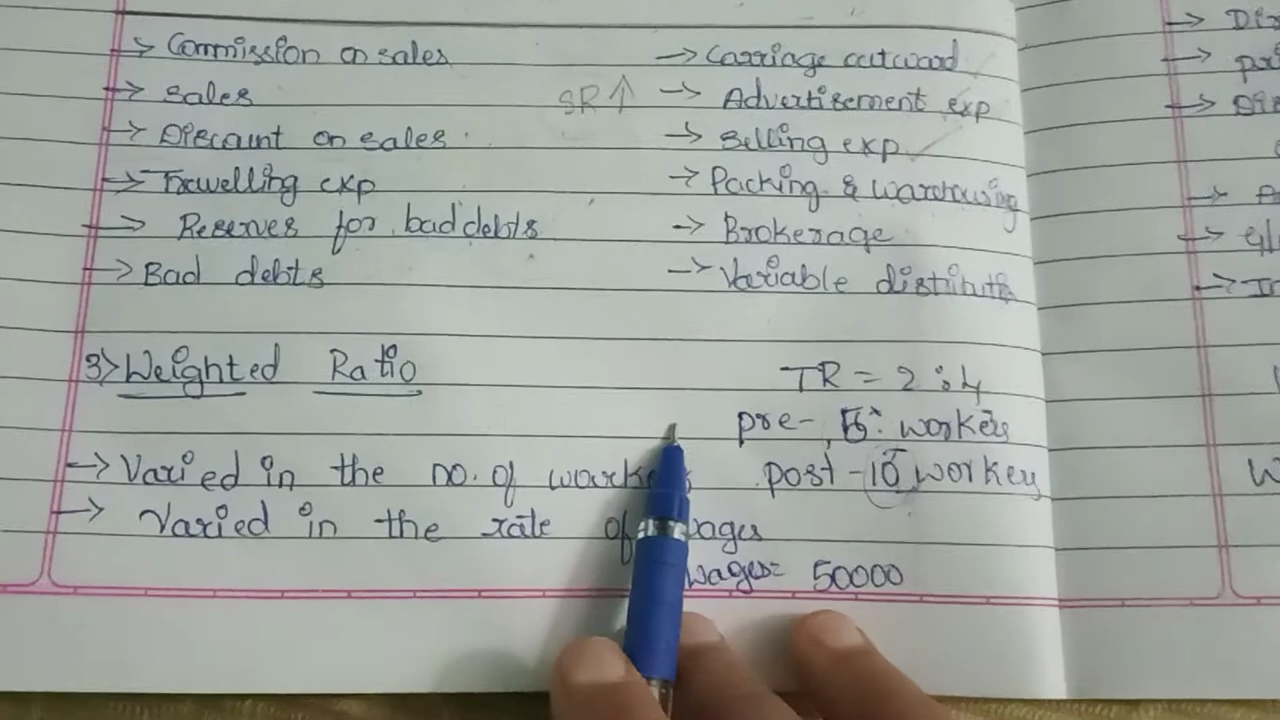 → Commission on sales
→ Sales
→ Discount on sales
→ Travelling exp
→ Reserves for bad debts
→ Bad debts
SR ↑
→ Carriage outward
→ Advertisement exp
→ Selling exp
→ Packing & warehousing
→ Brokerage
→ Variable
3> Weighted Ratio
TR = 2 : 4
pre- 5 workers
→ Varied in the no. of workers
post - 10 workers
→ Varied in the rate of wages
wages = 50000